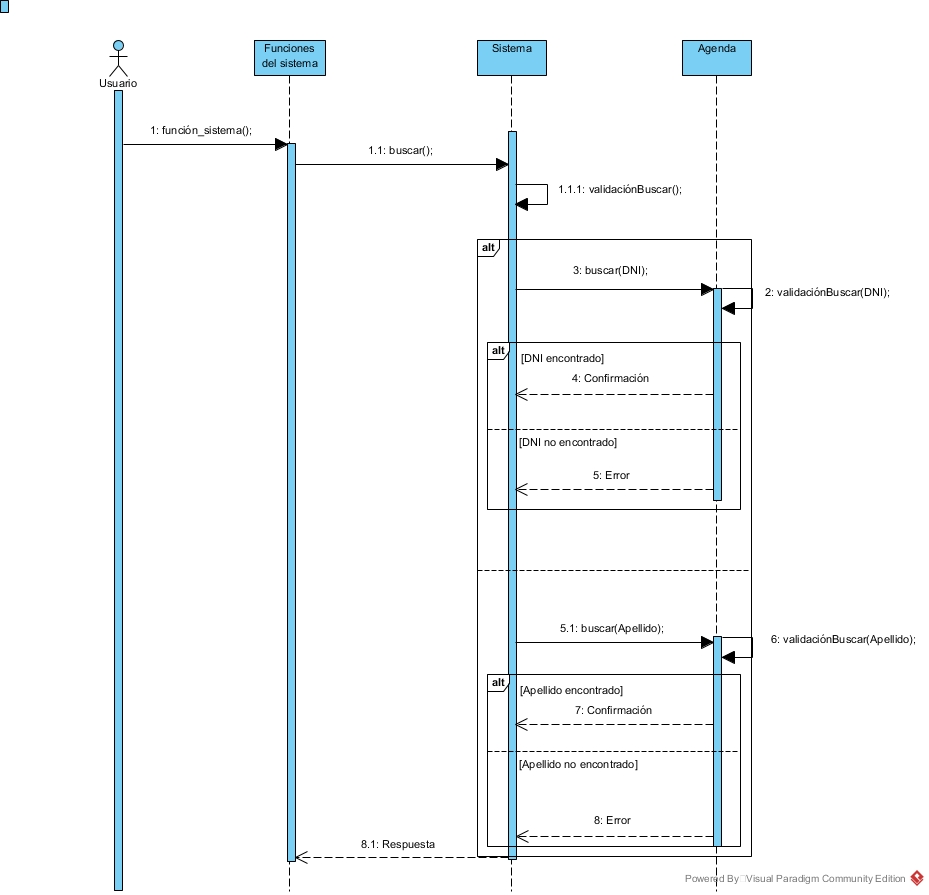 Funciones
del sistema
Sistema
Agenda
Usuario
1: función_sistema();
1.1: buscar();
1.1.1: validaciónBuscar();
alt
3: buscar(DNI);
2: validaciónBuscar(DNI);
alt
[DNI encontrado]
4: Confirmación
[DNI no encontrado]
5: Error
5.1: buscar(Apellido);
6: validaciónBuscar(Apellido);
alt
[Apellido encontrado]
7: Confirmación
[Apellido no encontrado]
8: Error
8.1: Respuesta
Powered By Visual Paradigm Community Edition